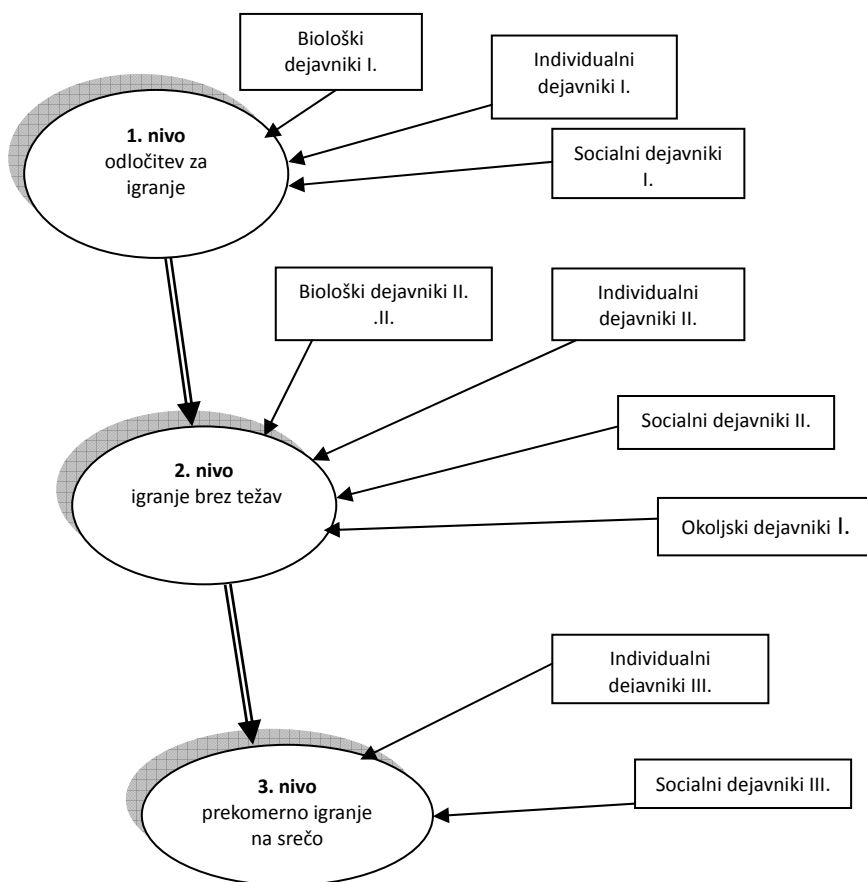 Biološki
dejavniki I.
Individualni
dejavniki I.
1. nivo
odločitev za
igranje
Socialni dejavniki
I.
Biološki dejavniki II.
.II.
Individualni
dejavniki II.
Socialni dejavniki II.
2. nivo
igranje brez težav
Okoljski dejavniki I.
Individualni
dejavniki III.
3. nivo
prekomerno igranje
na srečo
Socialni dejavniki III.